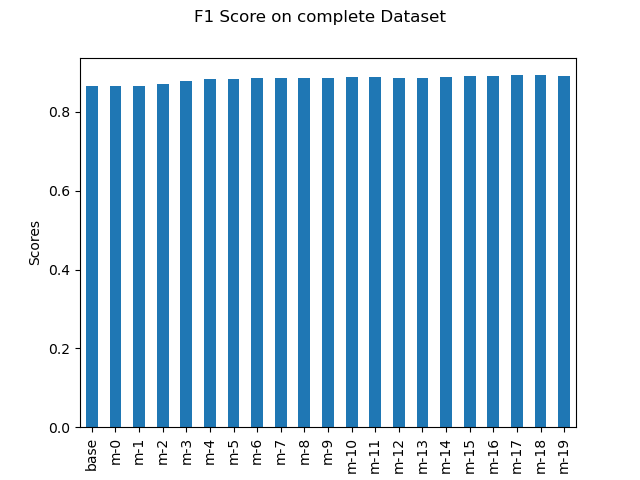 F1 Score on complete Dataset
Scores
0.8
0.6
0.4
0.2
0.0
base
m-0
m-1
m-2
m-3
m-4
m-5
m-6
m-7
m-8
m-9
m-10
m-11
m-12
m-13
m-14
m-15
m-16
m-17
m-18
m-19